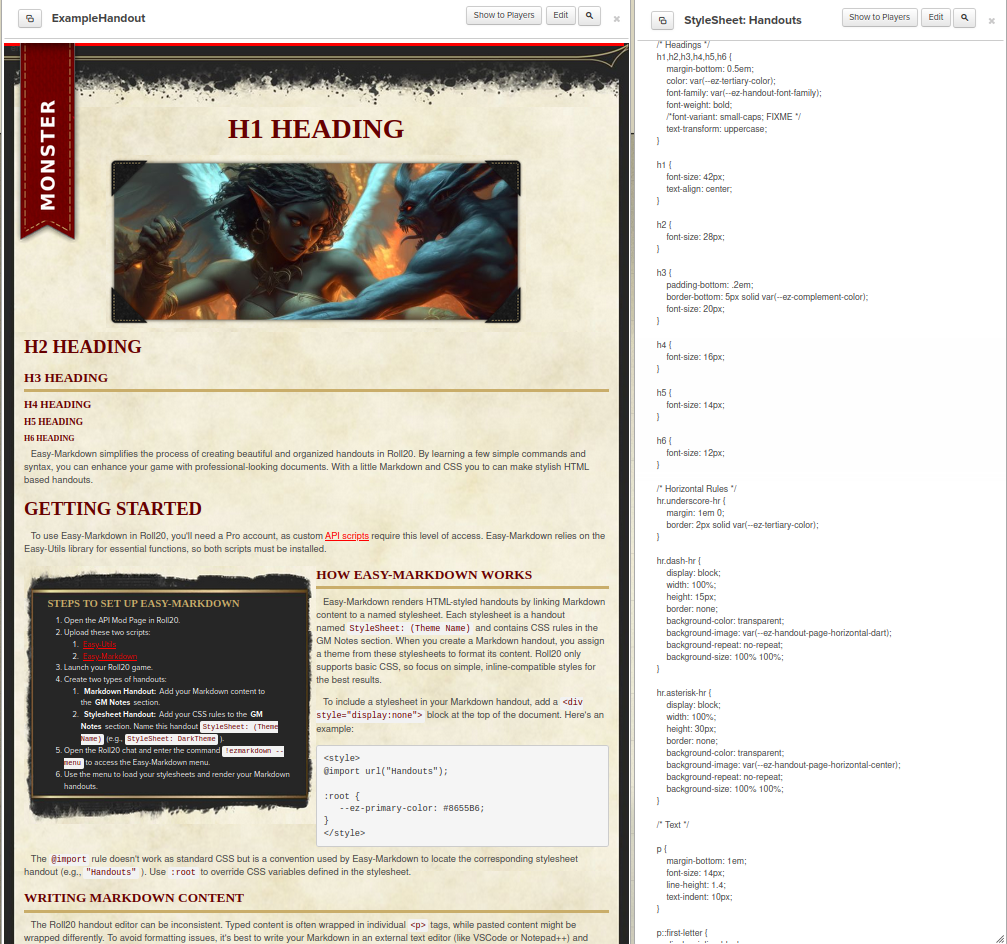 ExampleHandout
Show to Players
Edit
MONSTER
H1 HEADING
H2 HEADING
H3 HEADING
H4 HEADING
H5 HEADING
H6 HEADING
Easy-Markdown simplifies the process of creating beautiful and organized handouts in Roll20. By learning a few simple commands and
syntax, you can enhance your game with professional-looking documents. With a little Markdown and CSS you to can make stylish HTML
based handouts.
GETTING STARTED
To use Easy-Markdown in Roll20, you'll need a Pro account, as custom API scripts require this level of access. Easy-Markdown relies on the
Easy-Utils library for essential functions, so both scripts must be installed.
STEPS TO SET UP EASY-MARKDOWN
1. Open the API Mod Page in Roll20.
2. Upload these two scripts:
1. Easy-Utils
2. Easy-Markdown
3. Launch your Roll20 game.
4. Create two types of handouts:
1. Markdown Handout: Add your Markdown content to
the GM Notes section.
2. Stylesheet Handout: Add your CSS rules to the GM
Notes section. Name this handout StyleSheet: (Theme
Name) (e.g., StyleSheet: DarkTheme ).
5. Open the Roll20 chat and enter the command !ezmarkdown --
menu to access the Easy-Markdown menu.
6. Use the menu to load your stylesheets and render your Markdown
handouts.
HOW EASY-MARKDOWN WORKS
Easy-Markdown renders HTML-styled handouts by linking Markdown
content to a named stylesheet. Each stylesheet is a handout
named StyleSheet: (Theme Name) and contains CSS rules in the
GM Notes section. When you create a Markdown handout, you assign
a theme from these stylesheets to format its content. Roll20 only
supports basic CSS, so focus on simple, inline-compatible styles for
the best results.
To include a stylesheet in your Markdown handout, add a <div
style="display:none"> block at the top of the document. Here's an
example:
<style>
@import url("Handouts");
:root {
--ez-primary-color: #8655B6;
}
</style>
The @import rule doesn't work as standard CSS but is a convention used by Easy-Markdown to locate the corresponding stylesheet
handout (e.g., "Handouts" ). Use :root to override CSS variables defined in the stylesheet.
WRITING MARKDOWN CONTENT
The Roll20 handout editor can be inconsistent. Typed content is often wrapped in individual <p> tags, while pasted content might be
wrapped differently. To avoid formatting issues, it's best to write your Markdown in an external text editor (like VSCode or Notepad++) and
StyleSheet: Handouts
Show to Players
Edit
/* Headings */
h1,h2,h3,h4,h5,h6 {
margin-bottom: 0.5em;
color: var(--ez-tertiary-color);
font-family: var(--ez-handout-font-family);
font-weight: bold;
/*font-variant: small-caps; FIXME */
text-transform: uppercase;
}
h1 {
font-size: 42px;
text-align: center;
}
h2 {
font-size: 28px;
}
h3 {
padding-bottom: .2em;
border-bottom: 5px solid var(--ez-complement-color);
font-size: 20px;
}
h4 {
font-size: 16px;
}
h5 {
font-size: 14px;
}
h6 {
font-size: 12px;
}
/* Horizontal Rules */
hr.underscore-hr {
margin: 1em 0;
border: 2px solid var(--ez-tertiary-color);
}
hr.dash-hr {
display: block;
width: 100%;
height: 15px;
border: none;
background-color: transparent;
background-image: var(--ez-handout-page-horizontal-dart);
background-repeat: no-repeat;
background-size: 100% 100%;
}
hr.asterisk-hr {
display: block;
width: 100%;
height: 30px;
border: none;
background-color: transparent;
background-image: var(--ez-handout-page-horizontal-center);
background-repeat: no-repeat;
background-size: 100% 100%;
}
/* Text */
p {
margin-bottom: 1em;
font-size: 14px;
line-height: 1.4;
text-indent: 10px;
}
p::first-letter {